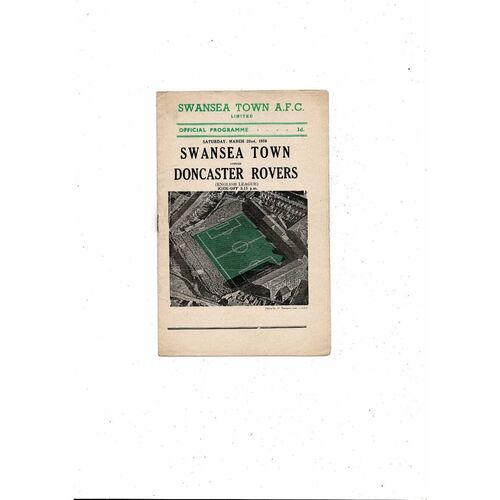 SWANSEA TOWN A.F.C.
LIMITED
OFFICIAL PROGRAMME .... 3d.
SATURDAY, MARCH 22nd, 1958
SWANSEA TOWN
versus
DONCASTER ROVERS
(ENGLISH LEAGUE)
KICK-OFF 3.15 p.m.